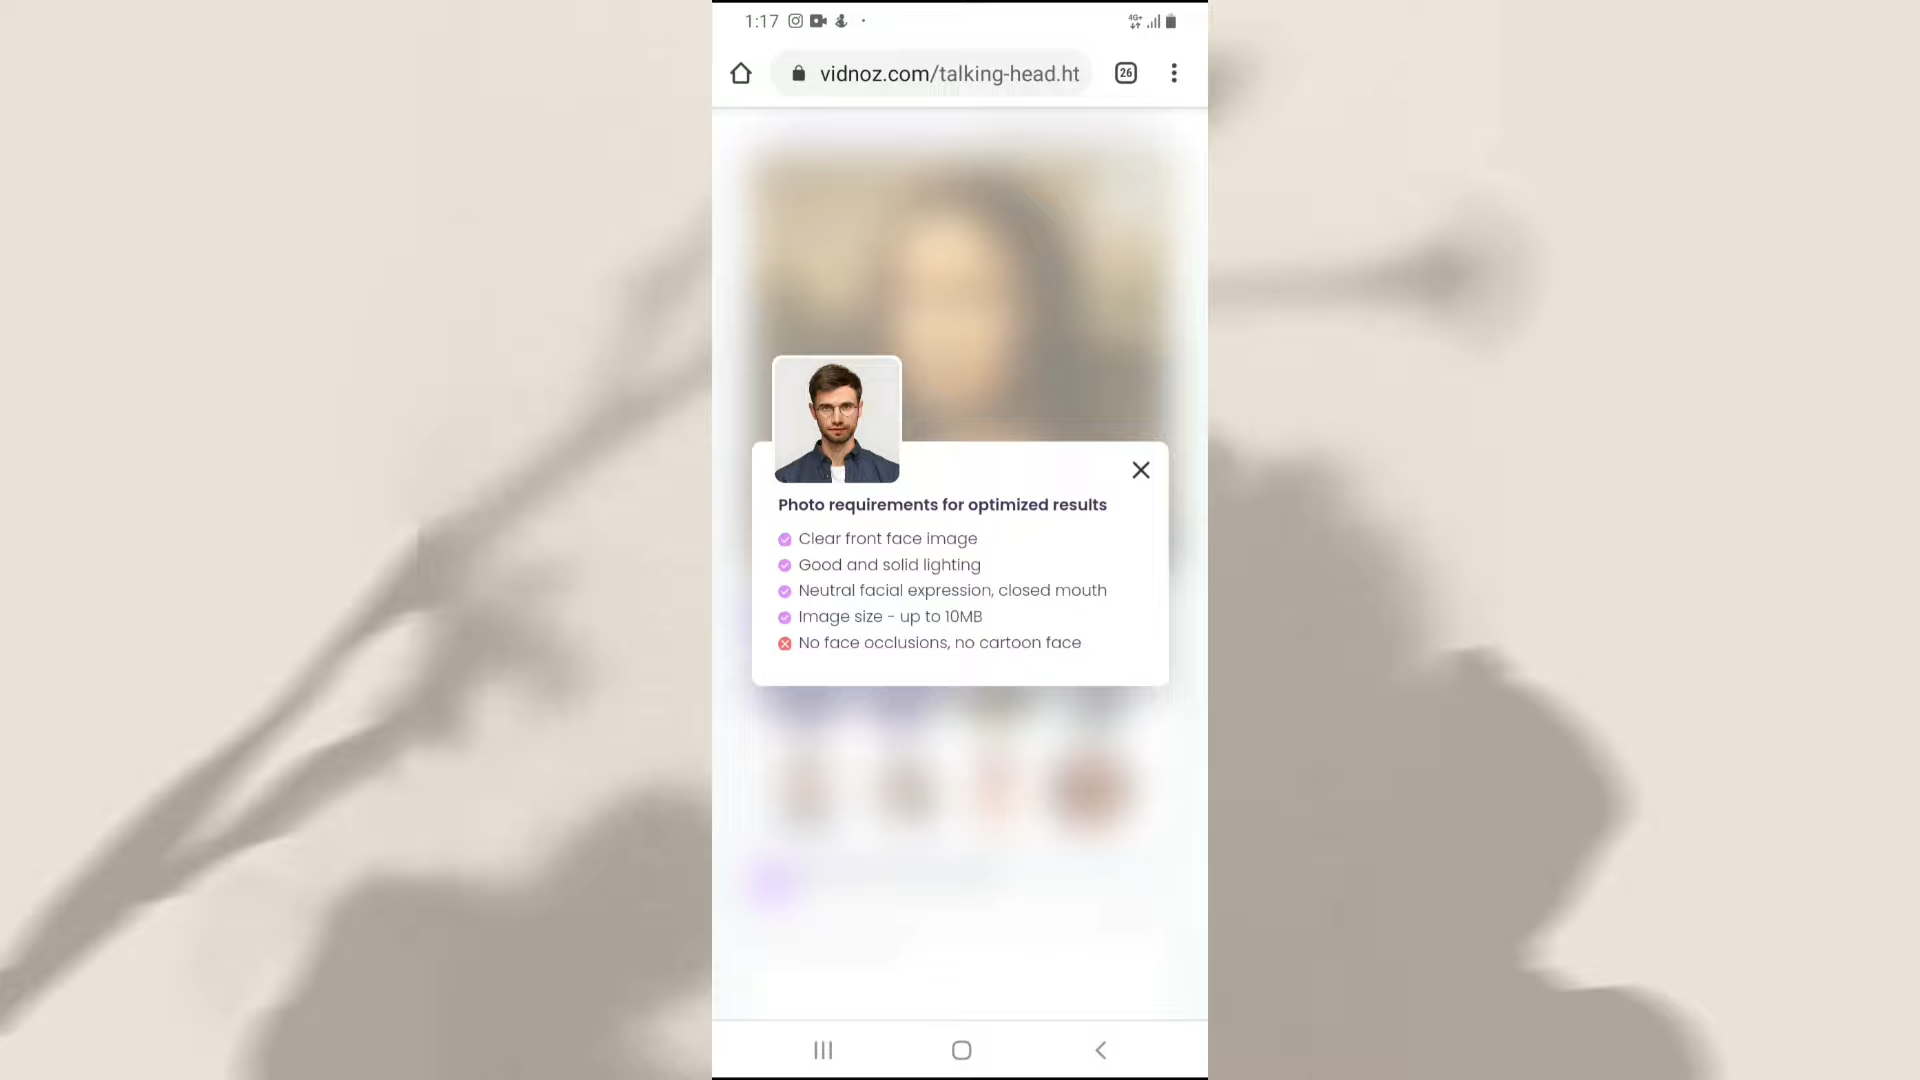 1:17
4G+
vidnoz.com/talking-head.ht
26
Photo requirements for optimized results
Clear front face image
Good and solid lighting
Neutral facial expression, closed mouth
Image size - up to 10MB
No face occlusions, no cartoon face